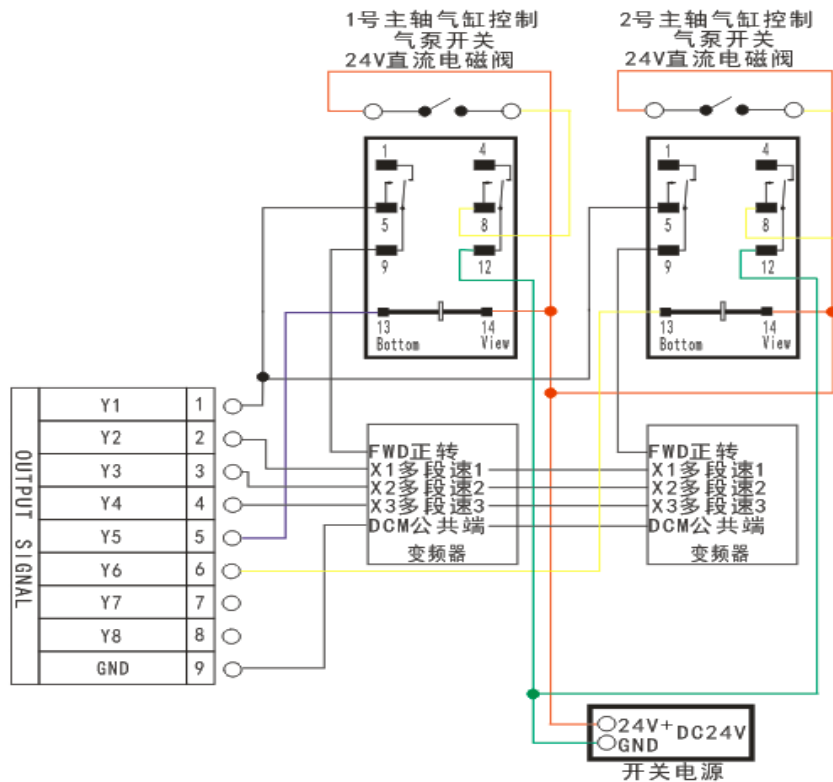 1号主轴气缸控制
气泵开关
24V直流电磁阀
2号主轴气缸控制
气泵开关
24V直流电磁阀
1
4
5
8
9
12
13
14
Bottom
View
1
4
5
8
9
12
13
14
Bottom
View
OUTPUT SIGNAL
Y1 1
Y2 2
Y3 3
Y4 4
Y5 5
Y6 6
Y7 7
Y8 8
GND 9
FWD正转
X1多段速1
X2多段速2
X3多段速3
DCM公共端
变频器
FWD正转
X1多段速1
X2多段速2
X3多段速3
DCM公共端
变频器
24V+
GND
DC24V
开关电源